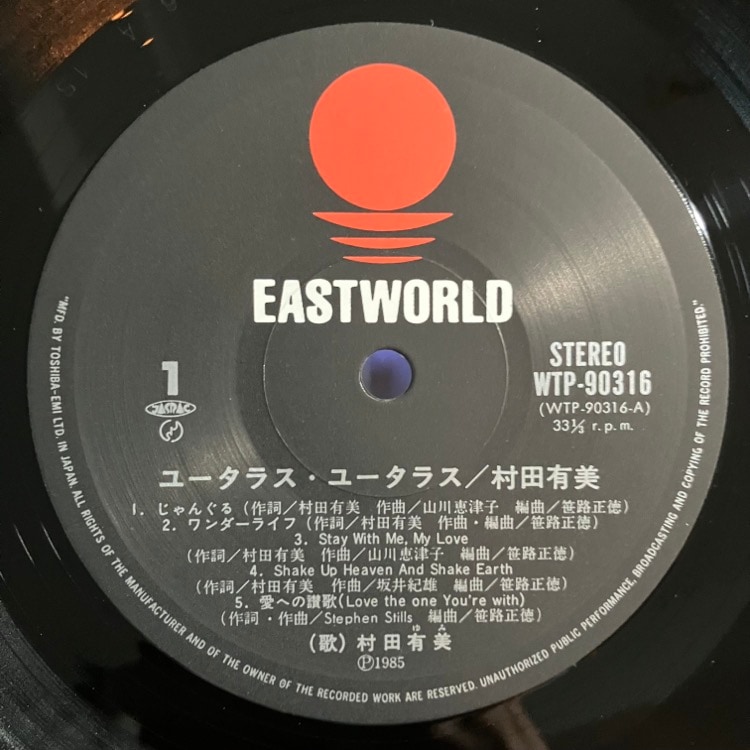 EASTWORLD
1
JASRAC
STEREO
WTP-90316
(WTP-90316-A)
33⅓ r.p.m.
ユータラス・ユータラス/村田有美
1. じゃんぐる (作詞/村田有美 作曲/山川恵津子 編曲/笹路正徳)
2. ワンダーライフ (作詞/村田有美 作曲・編曲/笹路正徳)
3. Stay With Me, My Love
(作詞/村田有美 作曲/山川恵津子 編曲/笹路正徳)
4. Shake Up Heaven And Shake Earth
(作詞/村田有美 作曲/坂井紀雄 編曲/笹路正徳)
5. 愛への讃歌 (Love the one You're with)
(作詞・作曲/Stephen Stills 編曲/笹路正徳)
ゆみ
(歌) 村田有美
Ⓟ1985
"MFD. BY TOSHIBA-EMI LTD. IN JAPAN ALL RIGHTS OF THE MANUFACTURER AND OF THE OWNER OF THE RECORDED WORK ARE RESERVED. UNAUTHORIZED PUBLIC PERFORMANCE, BROADCASTING AND COPYING OF THE RECORD PROHIBITED."